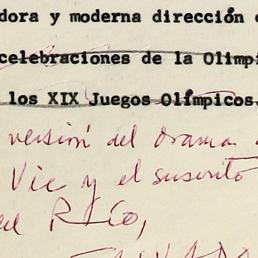 dora y moderna dirección
celebraciones de la Olimpi
los XIX Juegos Olímpicos.
versión del drama
Vic y el suscrito
Rico,